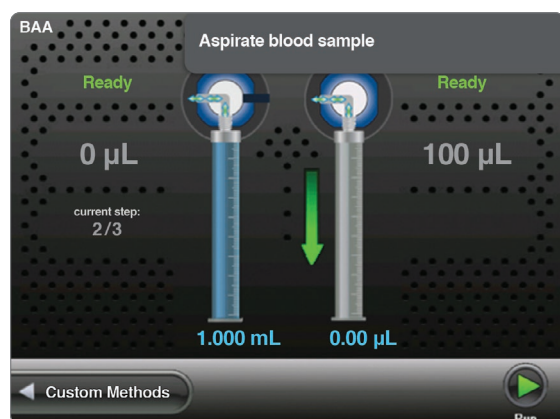 BAA
Aspirate blood sample
Ready
Ready
0 µL
100 µL
current step:
2/3
1.000 mL
0.00 µL
Custom Methods
Run